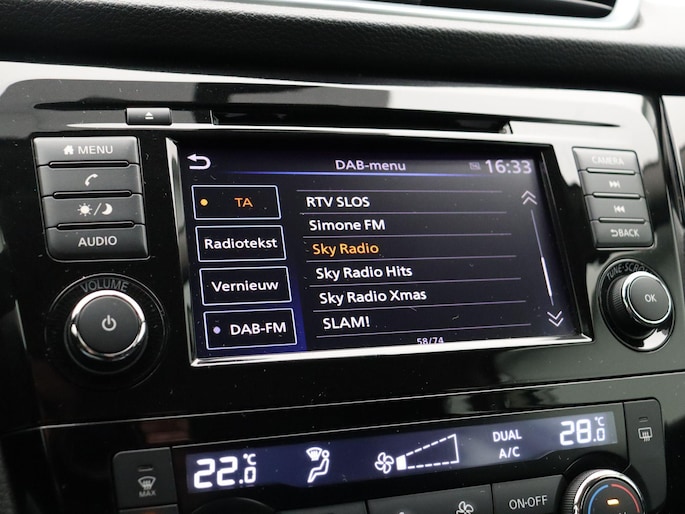 DAB-menu 16:33
MENU
TA
Radiotekst
Vernieuw
DAB-FM
RTV SLOS
Simone FM
Sky Radio
Sky Radio Hits
Sky Radio Xmas
SLAM!
58/74
AUDIO
VOLUME
CAMERA
BACK
TUNE·SCROLL
OK
22.0°C
DUAL
A/C
28.0°C
MAX
ON·OFF